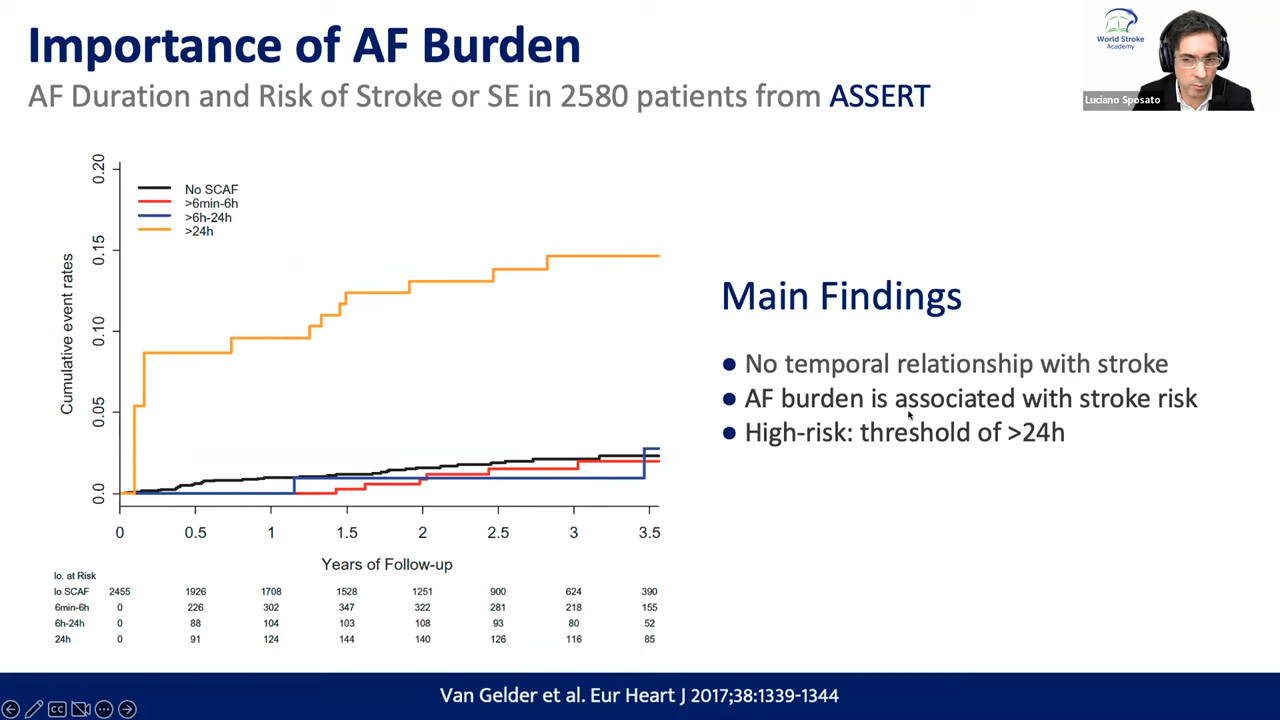 Importance of AF Burden
AF Duration and Risk of Stroke or SE in 2580 patients from ASSERT
World Stroke
Academy
Luciano Sposato
No SCAF
>6min-6h
>6h-24h
>24h
Cumulative event rates
0.20
0.15
0.10
0.05
0.0
0 0.5 1 1.5 2 2.5 3 3.5
Years of Follow-up
lo. at Risk
lo SCAF 2455 1926 1708 1528 1251 900 624 390
6min-6h 0 226 302 347 322 281 218 155
6h-24h 0 88 104 103 108 93 80 52
24h 0 91 124 144 140 126 116 85
Main Findings
● No temporal relationship with stroke
● AF burden is associated with stroke risk
● High-risk: threshold of >24h
Van Gelder et al. Eur Heart J 2017;38:1339-1344
CC